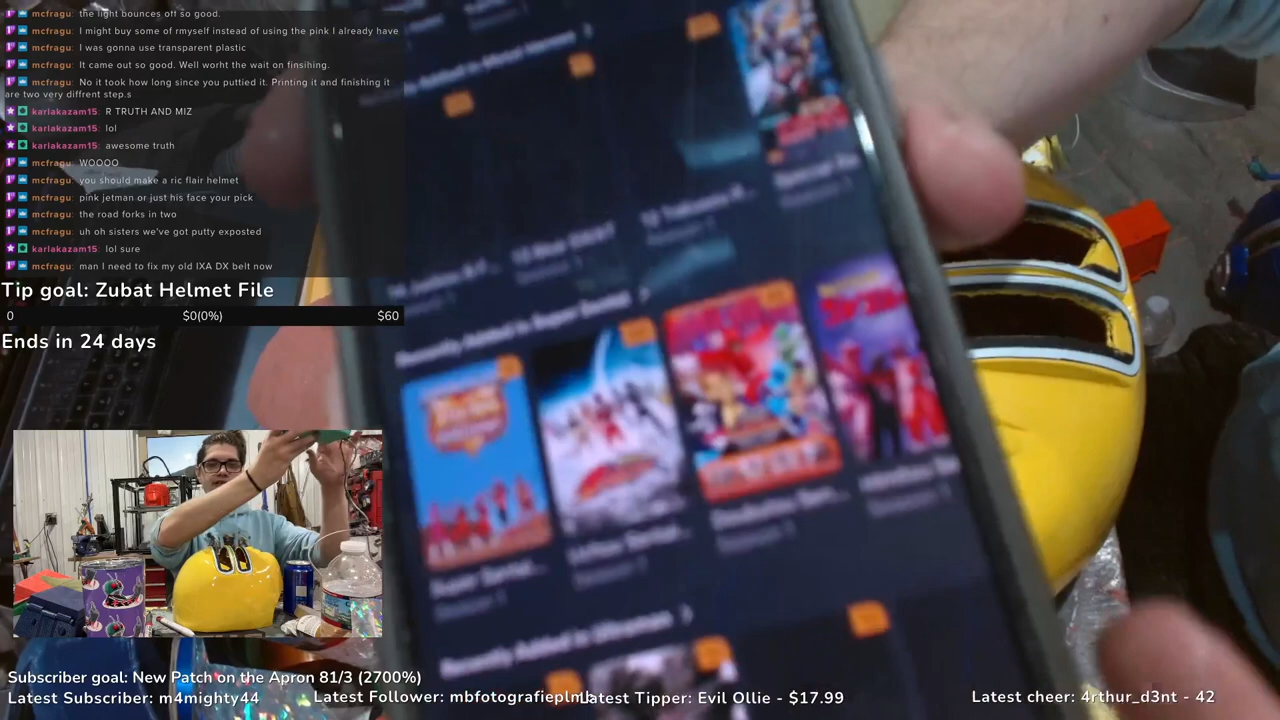 mcfragu: the light bounces off so good.
mcfragu: I might buy some of rmyself instead of using the pink I already have
mcfragu: I was gonna use transparent plastic
mcfragu: It came out so good. Well worht the wait on finsihing.
mcfragu: No it took how long since you puttied it. Printing it and finishing it
are two very diffrent step.s
karlakazam15: R TRUTH AND MIZ
karlakazam15: lol
karlakazam15: awesome truth
mcfragu: WOOOO
mcfragu: you should make a ric flair helmet
mcfragu: pink jetman or just his face your pick
mcfragu: the road forks in two
mcfragu: uh oh sisters we've got putty exposted
karlakazam15: lol sure
mcfragu: man I need to fix my old IXA DX belt now
Tip goal: Zubat Helmet File
0 $0(0%) $60
Ends in 24 days
Recently Added in Super Sentai
Season 1
Season 1
Recently Added in Ultraman
Subscriber goal: New Patch on the Apron 81/3 (2700%)
Latest Subscriber: m4mighty44
Latest Follower: mbfotografieplnl
Latest Tipper: Evil Ollie - $17.99
Latest cheer: 4rthur_d3nt - 42